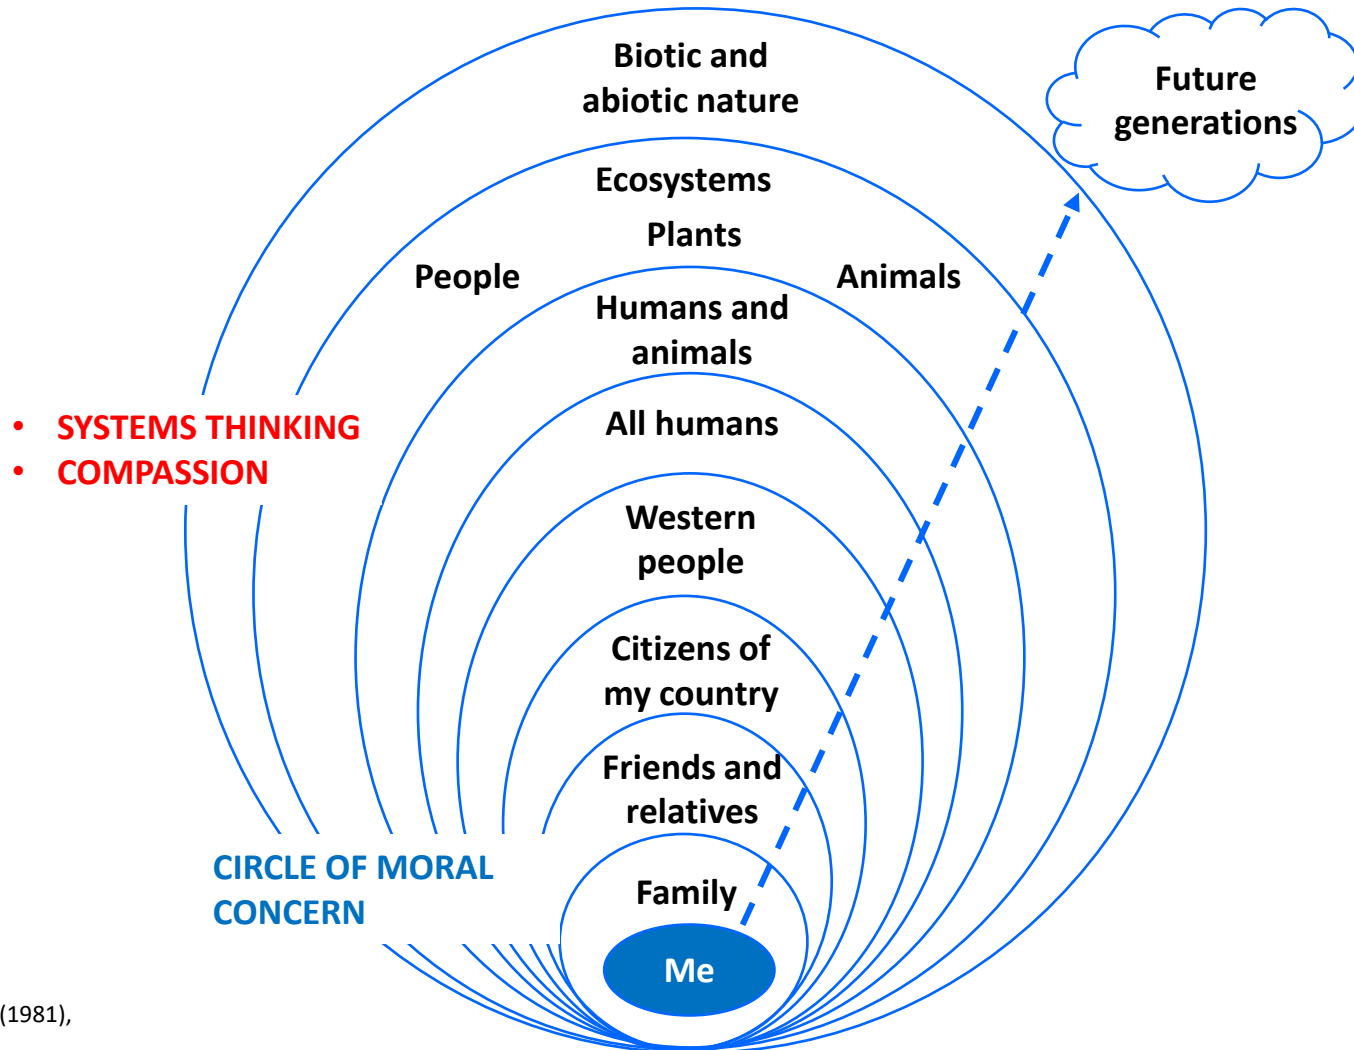 Biotic and
abiotic nature
Future
generations
Ecosystems
Plants
People
Animals
Humans and
animals
• SYSTEMS THINKING
• COMPASSION
All humans
Western
people
Citizens of
my country
Friends and
relatives
CIRCLE OF MORAL
CONCERN
Family
Me
(1981),